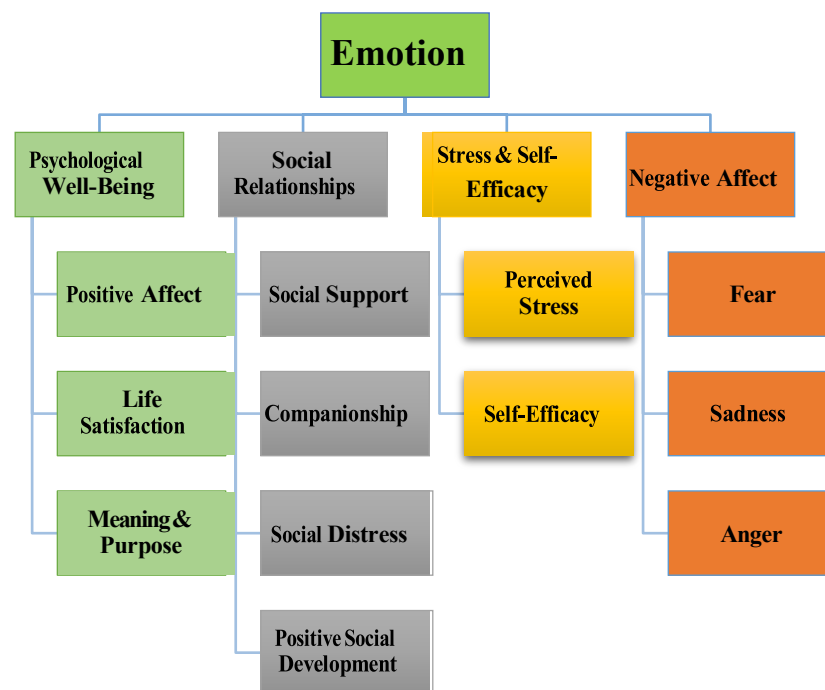 Emotion
Psychological
Well-Being
Social
Relationships
Stress & Self-
Efficacy
Negative Affect
Positive Affect
Life
Satisfaction
Meaning &
Purpose
Social Support
Companionship
Social Distress
Positive Social
Development
Perceived
Stress
Self-Efficacy
Fear
Sadness
Anger